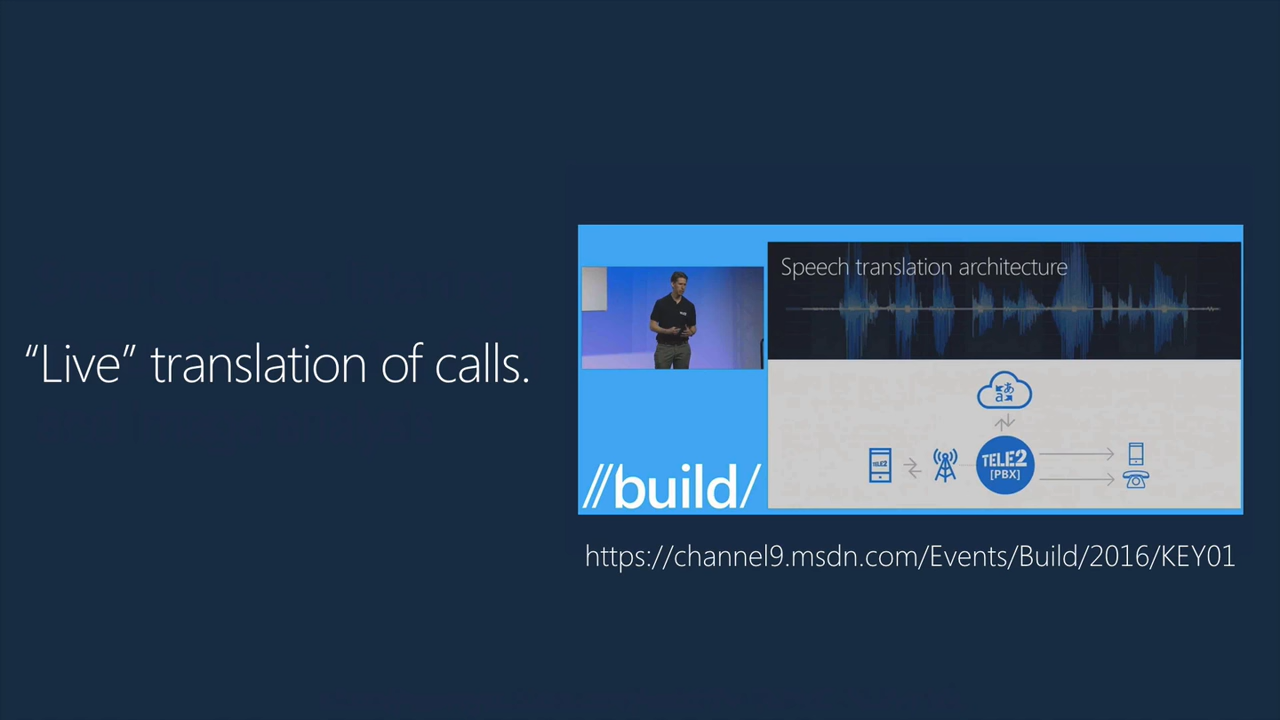 “Live” translation of calls.
Speech translation architecture
あ
a
TELE2
TELE2
[PBX]
//build/
https://channel9.msdn.com/Events/Build/2016/KEY01